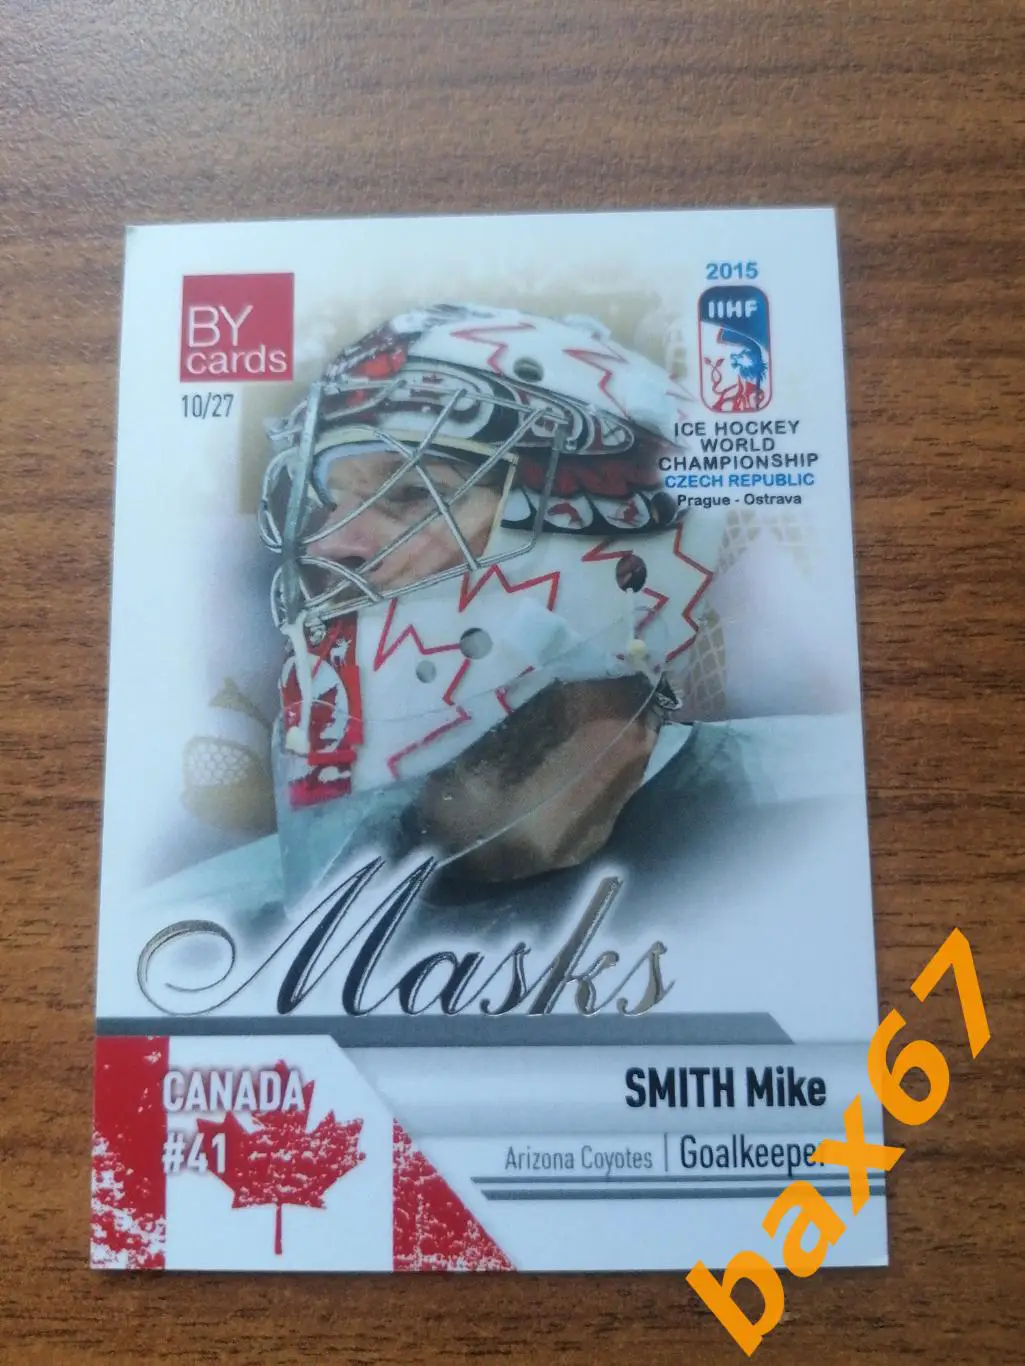 BY
cards
10/27
2015
IIHF
ICE HOCKEY
WORLD
CHAMPIONSHIP
CZECH REPUBLIC
Prague - Ostrava
Masks
CANADA
#41
SMITH Mike
Arizona Coyotes | Goalkeeper
bax67